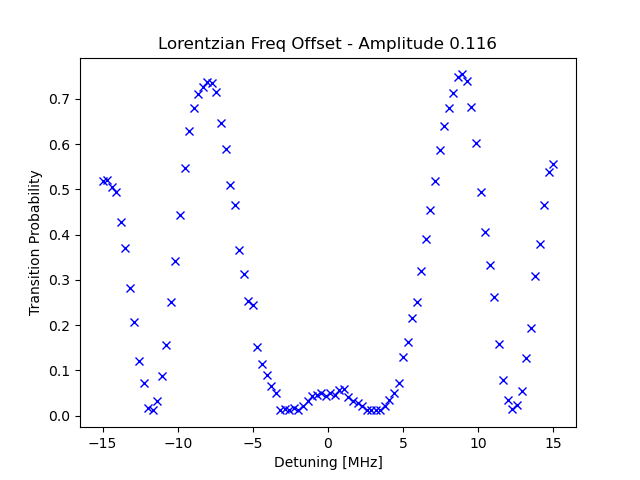 Lorentzian Freq Offset - Amplitude 0.116
0.7
0.6
0.5
0.4
0.3
0.2
0.1
0.0
Transition Probability
−15 −10 −5 0 5 10 15
Detuning [MHz]